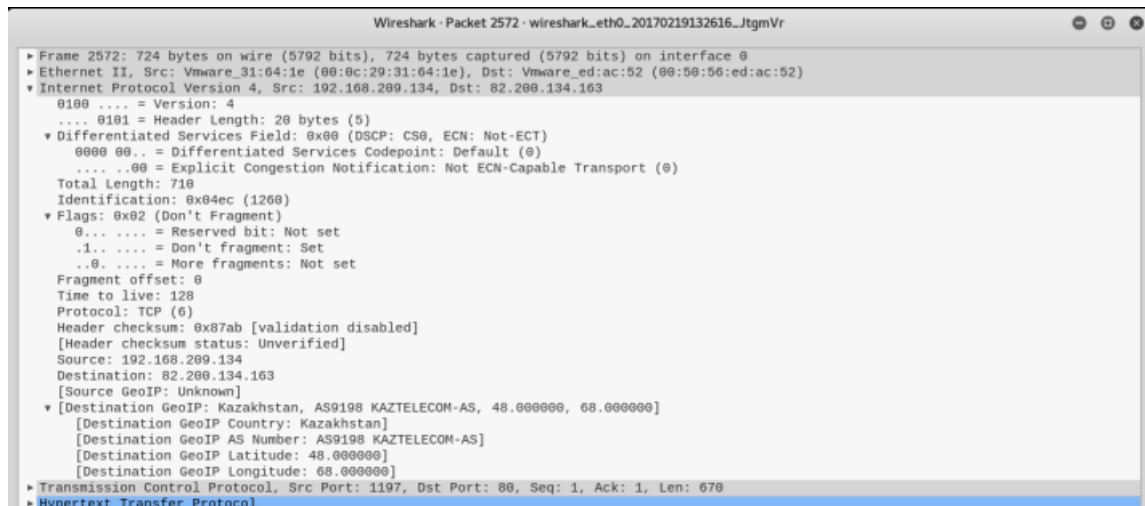 Wireshark · Packet 2572 · wireshark_eth0_20170219132616_JtgmVr
Frame 2572: 724 bytes on wire (5792 bits), 724 bytes captured (5792 bits) on interface 0
Ethernet II, Src: Vmware_31:64:1e (00:0c:29:31:64:1e), Dst: Vmware_ed:ac:52 (00:50:56:ed:ac:52)
Internet Protocol Version 4, Src: 192.168.209.134, Dst: 82.200.134.163
0100 .... = Version: 4
.... 0101 = Header Length: 20 bytes (5)
Differentiated Services Field: 0x00 (DSCP: CS0, ECN: Not-ECT)
0000 00.. = Differentiated Services Codepoint: Default (0)
.... ..00 = Explicit Congestion Notification: Not ECN-Capable Transport (0)
Total Length: 710
Identification: 0x04ec (1260)
Flags: 0x02 (Don't Fragment)
0... .... = Reserved bit: Not set
.1.. .... = Don't fragment: Set
..0. .... = More fragments: Not set
Fragment offset: 0
Time to live: 128
Protocol: TCP (6)
Header checksum: 0x87ab [validation disabled]
[Header checksum status: Unverified]
Source: 192.168.209.134
Destination: 82.200.134.163
[Source GeoIP: Unknown]
[Destination GeoIP: Kazakhstan, AS9198 KAZTELECOM-AS, 48.000000, 68.000000]
[Destination GeoIP Country: Kazakhstan]
[Destination GeoIP AS Number: AS9198 KAZTELECOM-AS]
[Destination GeoIP Latitude: 48.000000]
[Destination GeoIP Longitude: 68.000000]
Transmission Control Protocol, Src Port: 1197, Dst Port: 80, Seq: 1, Ack: 1, Len: 670
Hypertext Transfer Protocol